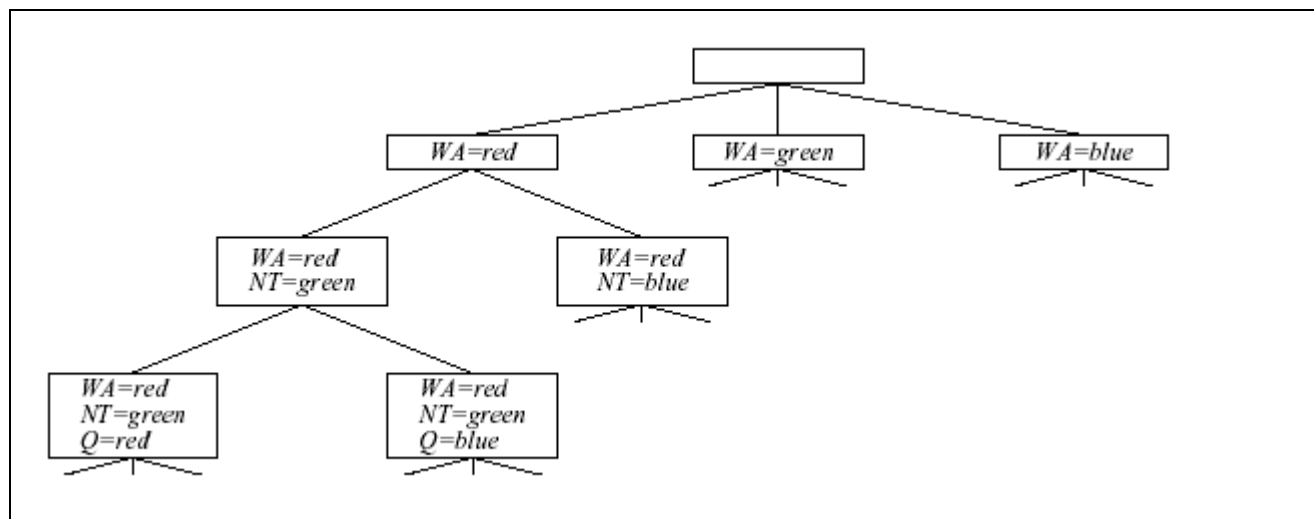 WA=red
WA=green
WA=blue
WA=red
NT=green
WA=red
NT=blue
WA=red
NT=green
Q=red
WA=red
NT=green
Q=blue